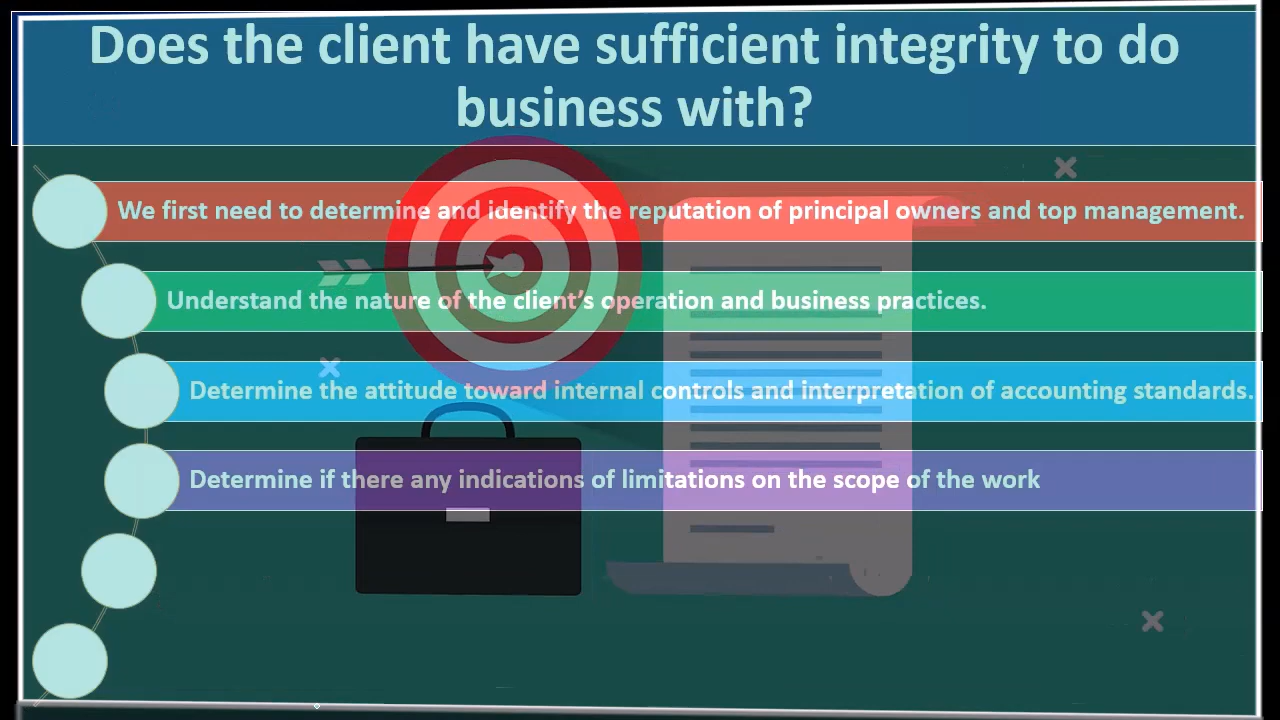 Does the client have sufficient integrity to do
business with?
We first need to determine and identify the reputation of principal owners and top management.
Understand the nature of the client’s operation and business practices.
Determine the attitude toward internal controls and interpretation of accounting standards.
Determine if there any indications of limitations on the scope of the work